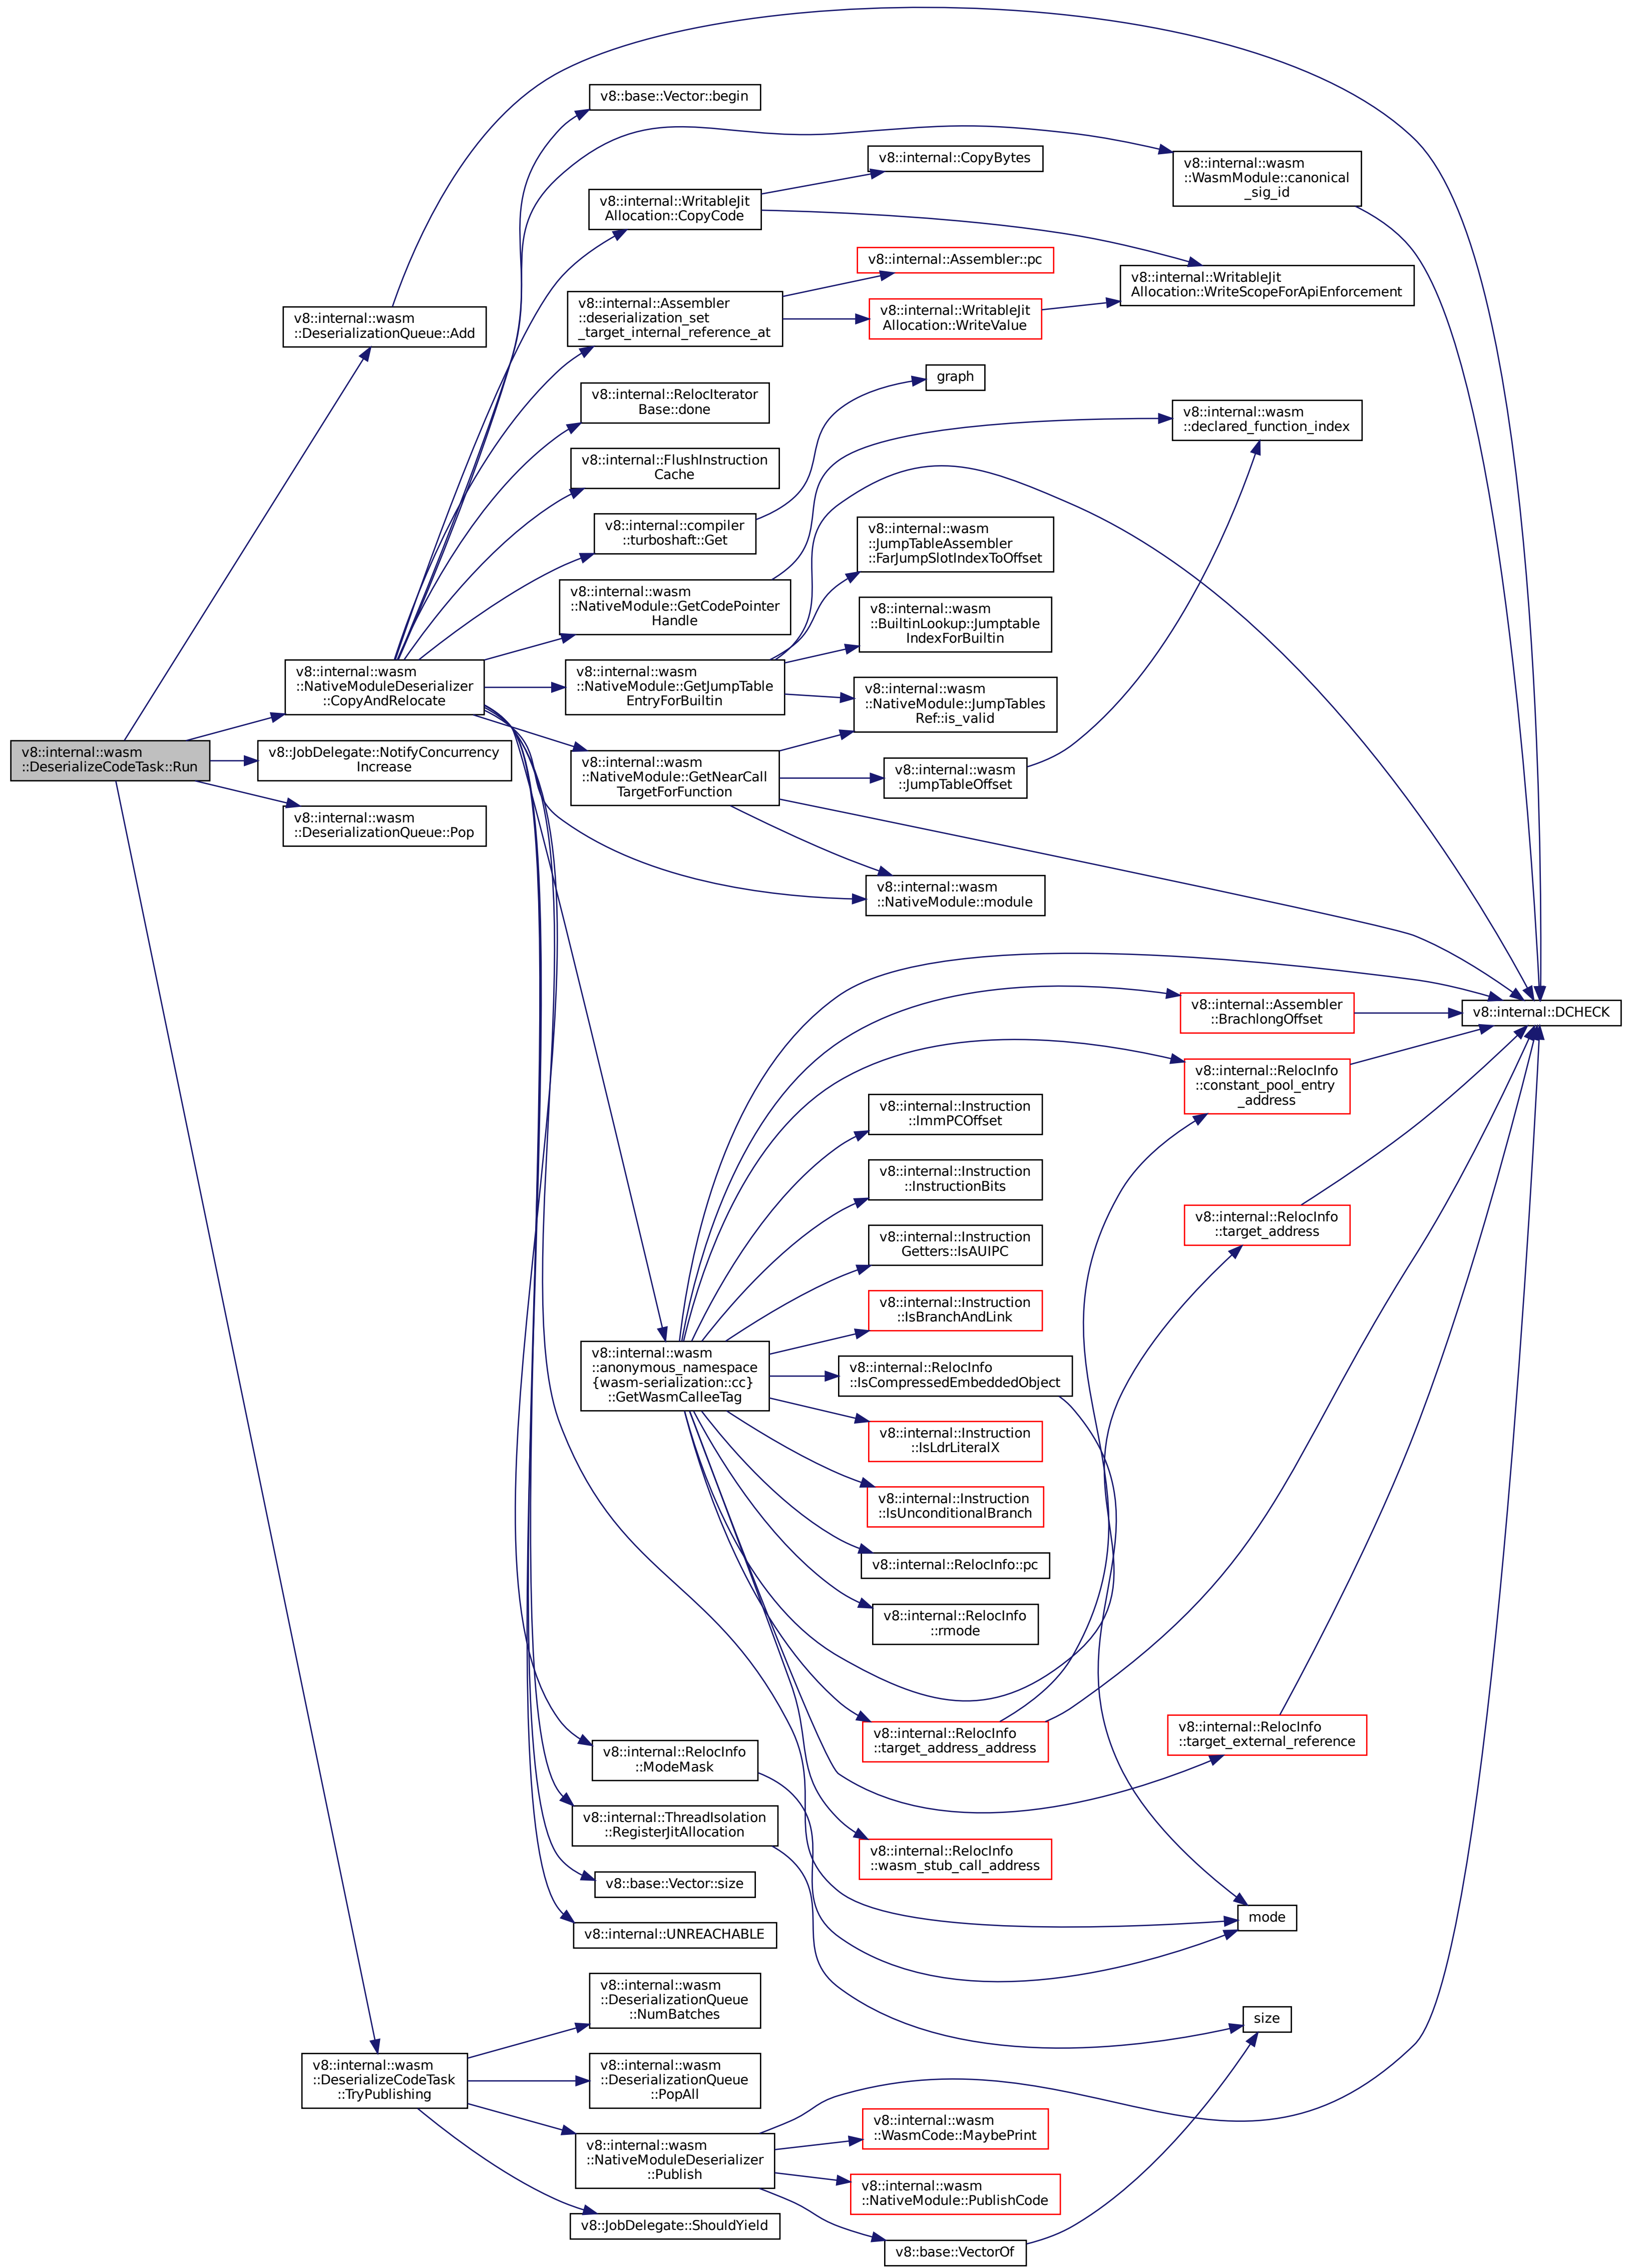 v8::base::Vector::begin
v8::internal::CopyBytes
v8::internal::wasm
::WasmModule::canonical
_sig_id
v8::internal::WritableJit
Allocation::CopyCode
v8::internal::Assembler::pc
v8::internal::WritableJit
Allocation::WriteScopeForApiEnforcement
v8::internal::wasm
::DeserializationQueue::Add
v8::internal::Assembler
::deserialization_set
_target_internal_reference_at
v8::internal::WritableJit
Allocation::WriteValue
graph
v8::internal::RelocIterator
Base::done
v8::internal::wasm
::declared_function_index
v8::internal::FlushInstruction
Cache
v8::internal::compiler
::turboshaft::Get
v8::internal::wasm
::JumpTableAssembler
::FarJumpSlotIndexToOffset
v8::internal::wasm
::NativeModule::GetCodePointer
Handle
v8::internal::wasm
::BuiltinLookup::Jumptable
IndexForBuiltin
v8::internal::wasm
::NativeModuleDeserializer
::CopyAndRelocate
v8::internal::wasm
::NativeModule::GetJumpTable
EntryForBuiltin
v8::internal::wasm
::NativeModule::JumpTables
Ref::is_valid
v8::internal::wasm
::DeserializeCodeTask::Run
v8::JobDelegate::NotifyConcurrency
Increase
v8::internal::wasm
::NativeModule::GetNearCall
TargetForFunction
v8::internal::wasm
::JumpTableOffset
v8::internal::wasm
::DeserializationQueue::Pop
v8::internal::wasm
::NativeModule::module
v8::internal::Assembler
::BrachlongOffset
v8::internal::DCHECK
v8::internal::RelocInfo
::constant_pool_entry
_address
v8::internal::Instruction
::ImmPCOffset
v8::internal::Instruction
::InstructionBits
v8::internal::RelocInfo
::target_address
v8::internal::Instruction
Getters::IsAUIPC
v8::internal::Instruction
::IsBranchAndLink
v8::internal::wasm
::anonymous_namespace
{wasm-serialization::cc}
::GetWasmCalleeTag
v8::internal::RelocInfo
::IsCompressedEmbeddedObject
v8::internal::Instruction
::IsLdrLiteralX
v8::internal::Instruction
::IsUnconditionalBranch
v8::internal::RelocInfo::pc
v8::internal::RelocInfo
::rmode
v8::internal::RelocInfo
::target_address_address
v8::internal::RelocInfo
::target_external_reference
v8::internal::RelocInfo
::ModeMask
v8::internal::ThreadIsolation
::RegisterJitAllocation
v8::internal::RelocInfo
::wasm_stub_call_address
v8::base::Vector::size
mode
v8::internal::UNREACHABLE
v8::internal::wasm
::DeserializationQueue
::NumBatches
size
v8::internal::wasm
::DeserializeCodeTask
::TryPublishing
v8::internal::wasm
::DeserializationQueue
::PopAll
v8::internal::wasm
::WasmCode::MaybePrint
v8::internal::wasm
::NativeModuleDeserializer
::Publish
v8::internal::wasm
::NativeModule::PublishCode
v8::JobDelegate::ShouldYield
v8::base::VectorOf